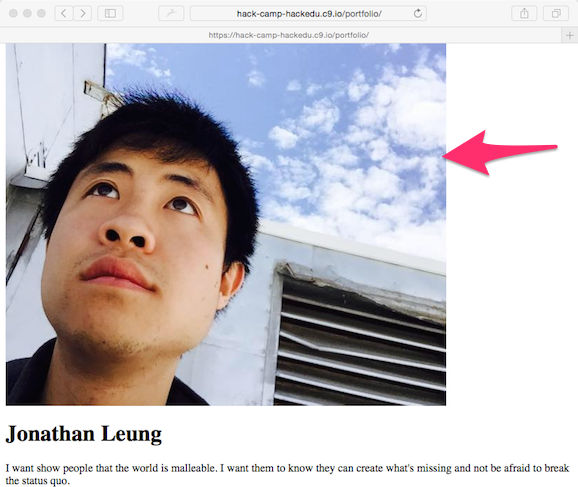 hack-camp-hackedu.c9.io/portfolio/
https://hack-camp-hackedu.c9.io/portfolio/
Jonathan Leung
I want show people that the world is malleable. I want them to know they can create what's missing and not be afraid to break
the status quo.